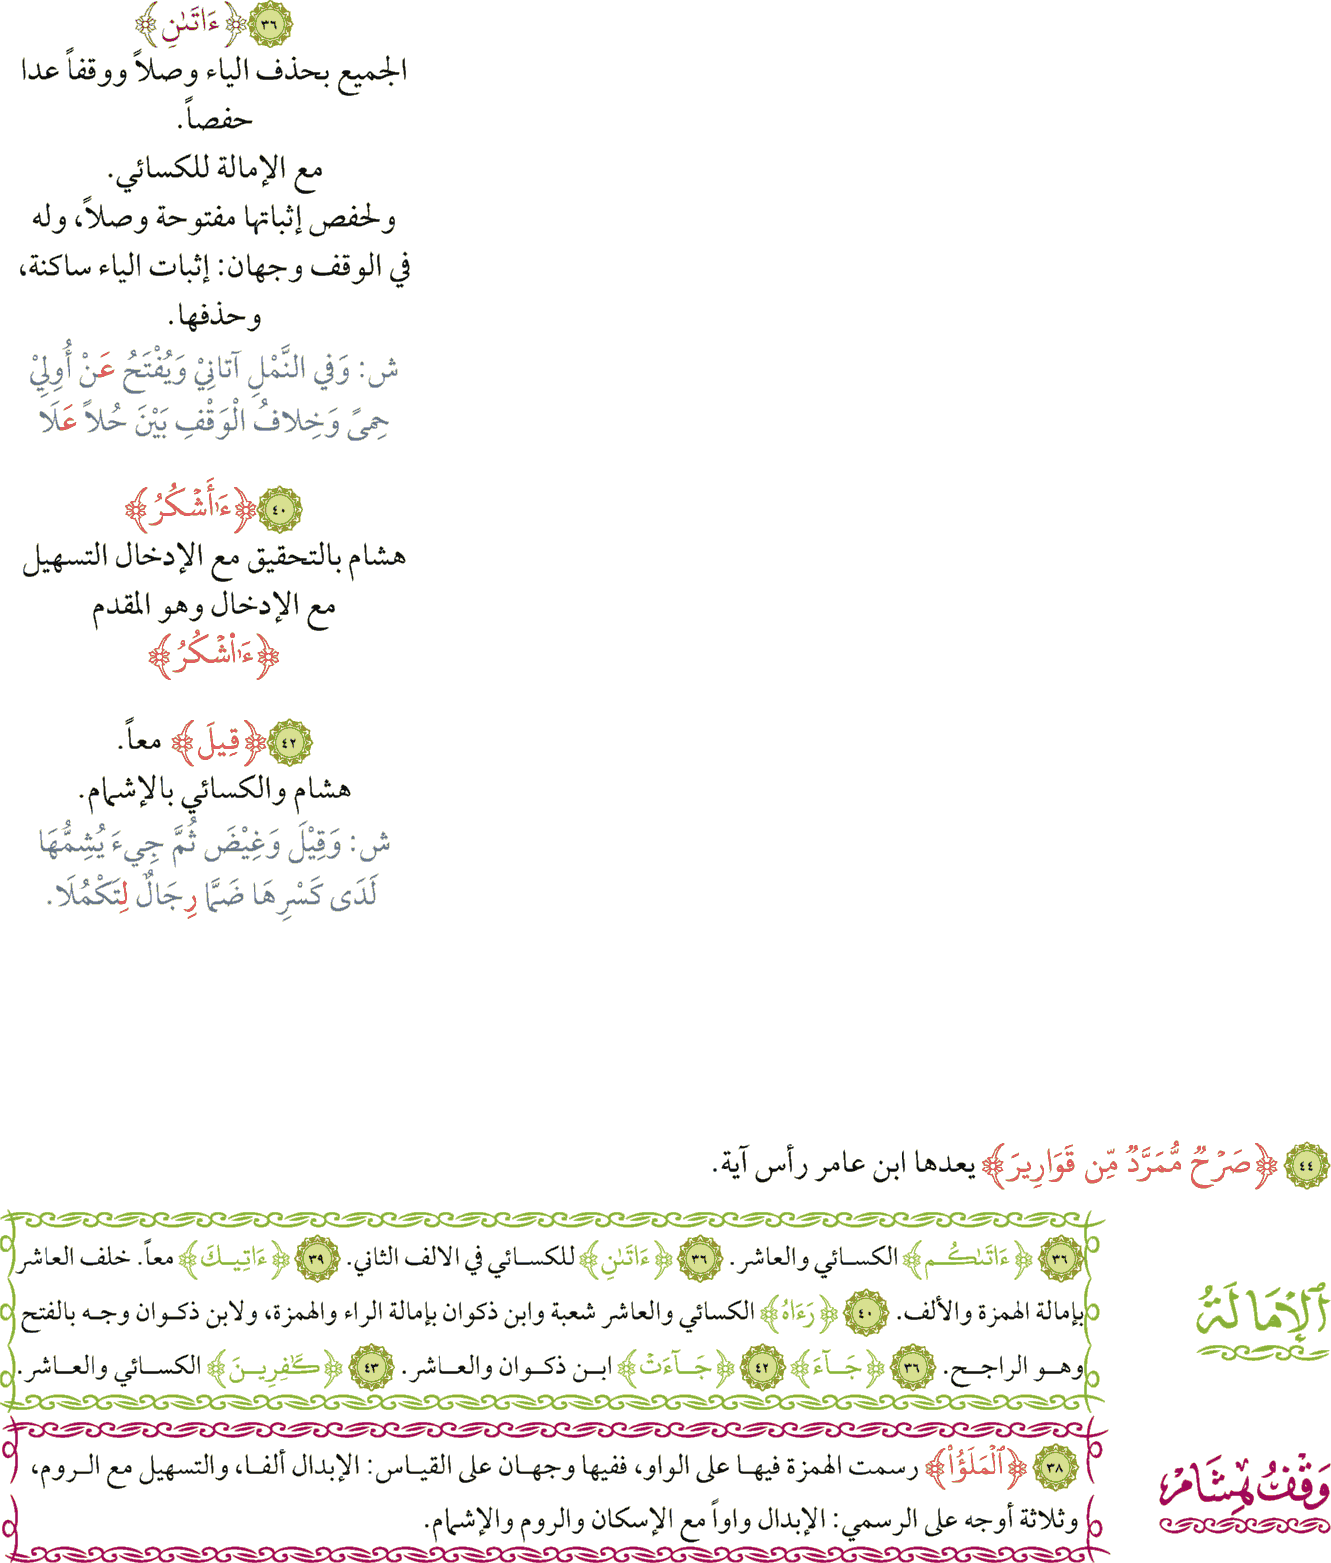 ٣٦ ﴿ءَاتَىٰنِۦ﴾
الجميع بحذف الياء وصلاً ووقفاً عدا
حفصاً.
مع الإمالة للكسائي.
ولحفص إثباتها مفتوحة وصلاً، وله
في الوقف وجهان: إثبات الياء ساكنة،
وحذفها.
ش: وَفي النَّمْلِ آتانِيْ وَيُفْتَحُ عَنْ أُولِيْ
حِمىً وَخِلافُ الْوَقْفِ بَيْنَ حُلاً عَلَا
٤٠ ﴿ءَا۬أَشْكُرُ﴾
هشام بالتحقيق مع الإدخال التسهيل
مع الإدخال وهو المقدم
﴿ءَا۬شْكُرُ﴾
٤٢ ﴿قِيلَ﴾ معاً.
هشام والكسائي بالإشمام.
ش: وَقِيْلَ وَغِيْضَ ثُمَّ جِيءَ يُشِمُّهَا
لَدَى كَسْرِهَا ضَمًّا رِجَالٌ لِتَكْمُلَا.
٤٤ ﴿صَرْحٌ مُّمَرَّدٌ مِّن قَوَارِيرَ﴾ يعدها ابن عامر رأس آية.
الْإِمَالَةُ
٣٦ ﴿ءَاتَىٰكُم﴾ الكسائي والعاشر. ٣٦ ﴿ءَاتَىٰنِ﴾ للكسائي في الالف الثاني. ٣٩ ﴿ءَاتِيكَ﴾ معاً. خلف العاشر
بإمالة الهمزة والألف. ٤٠ ﴿رَءَاهُ﴾ الكسائي والعاشر شعبة وابن ذكوان بإمالة الراء والهمزة، ولابن ذكوان وجه بالفتح
وهو الراجح. ٣٦ ﴿جَآءَ﴾ ٤٢ ﴿جَآءَتْ﴾ ابن ذكوان والعاشر. ٤٣ ﴿كَٰفِرِينَ﴾ الكسائي والعاشر.
وَقْفُ هِشَامٍ
٣٨ ﴿ٱلْمَلَؤُا۟﴾ رسمت الهمزة فيها على الواو، ففيها وجهان على القياس: الإبدال ألفا، والتسهيل مع الروم،
وثلاثة أوجه على الرسمي: الإبدال واواً مع الإسكان والروم والإشمام.